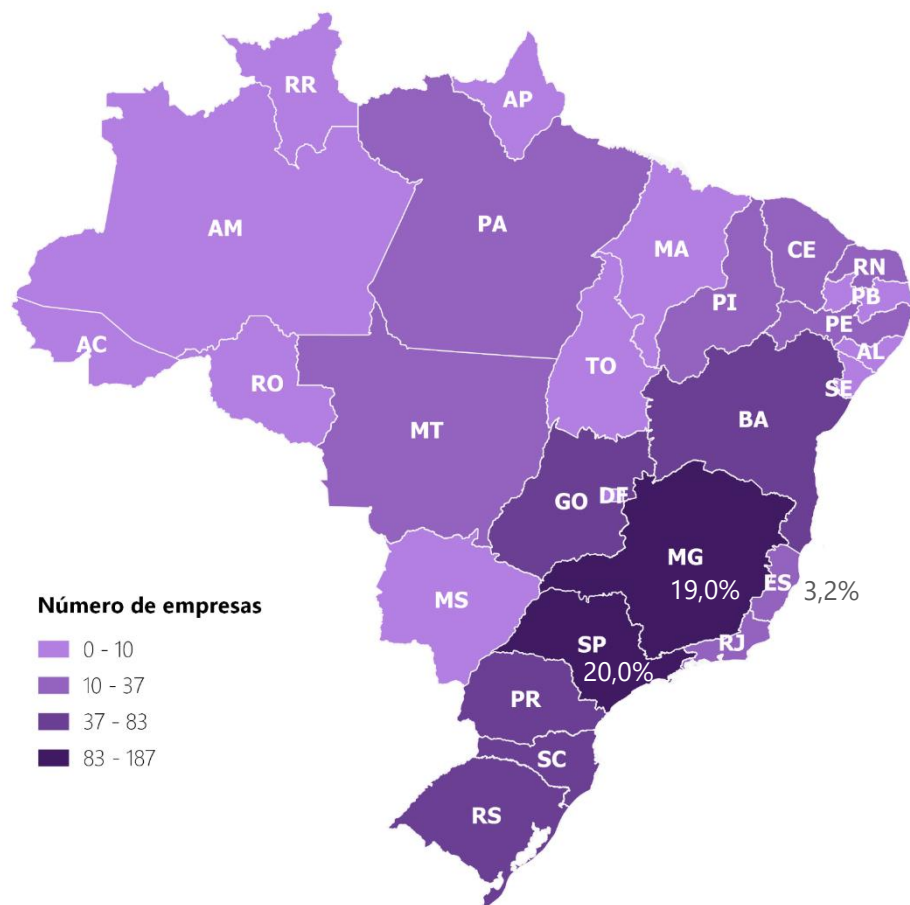 RR
AP
AM
PA
MA
CE
RN
PB
PI
PE
AL
SE
AC
RO
TO
BA
MT
GO
DF
MG
19,0%
ES
3,2%
MS
SP
20,0%
RJ
PR
SC
RS
Número de empresas
0 - 10
10 - 37
37 - 83
83 - 187